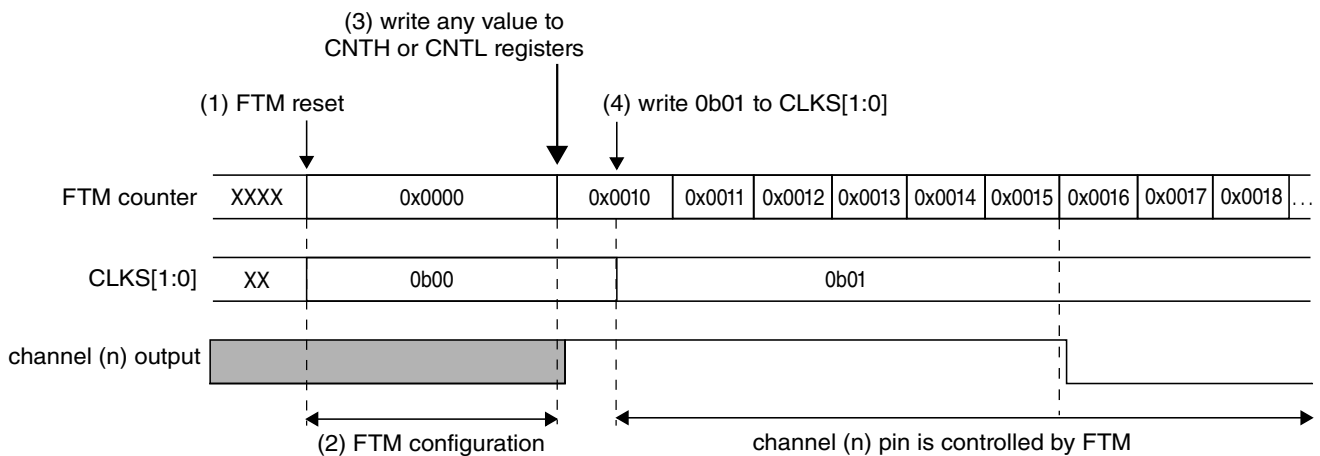 (3) write any value to
CNTH or CNTL registers
(1) FTM reset
(4) write 0b01 to CLKS[1:0]
FTM counter XXXX 0x0000 0x0010 0x0011 0x0012 0x0013 0x0014 0x0015 0x0016 0x0017 0x0018 ...
CLKS[1:0] XX 0b00 0b01
channel (n) output
(2) FTM configuration channel (n) pin is controlled by FTM